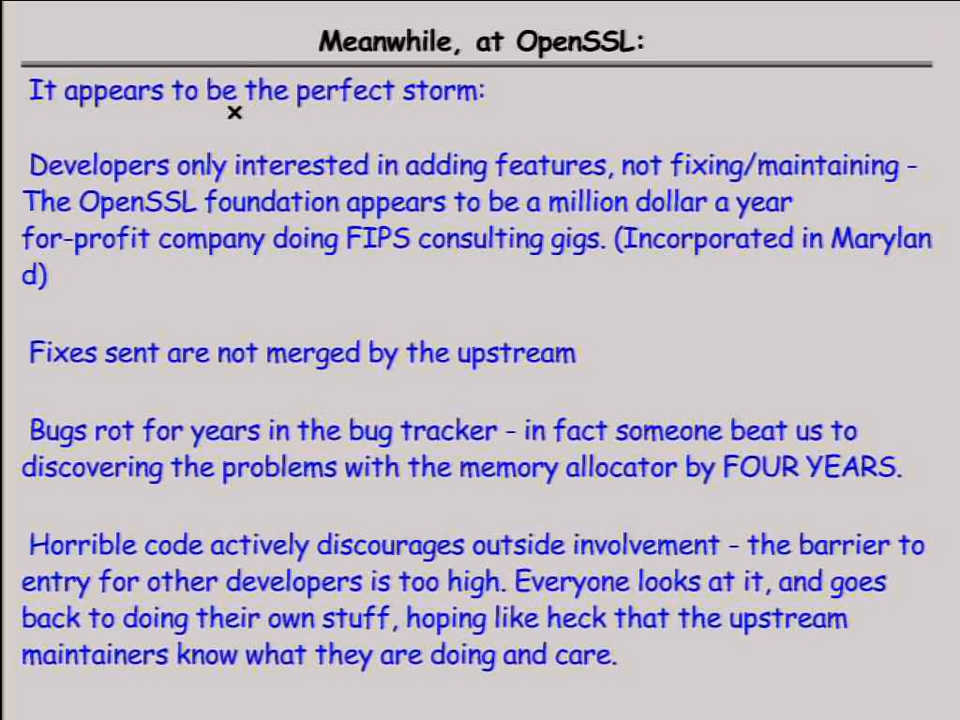 Meanwhile, at OpenSSL:
It appears to be the perfect storm:
x
Developers only interested in adding features, not fixing/maintaining -
The OpenSSL foundation appears to be a million dollar a year
for-profit company doing FIPS consulting gigs. (Incorporated in Marylan
d)
Fixes sent are not merged by the upstream
Bugs rot for years in the bug tracker - in fact someone beat us to
discovering the problems with the memory allocator by FOUR YEARS.
Horrible code actively discourages outside involvement - the barrier to
entry for other developers is too high. Everyone looks at it, and goes
back to doing their own stuff, hoping like heck that the upstream
maintainers know what they are doing and care.